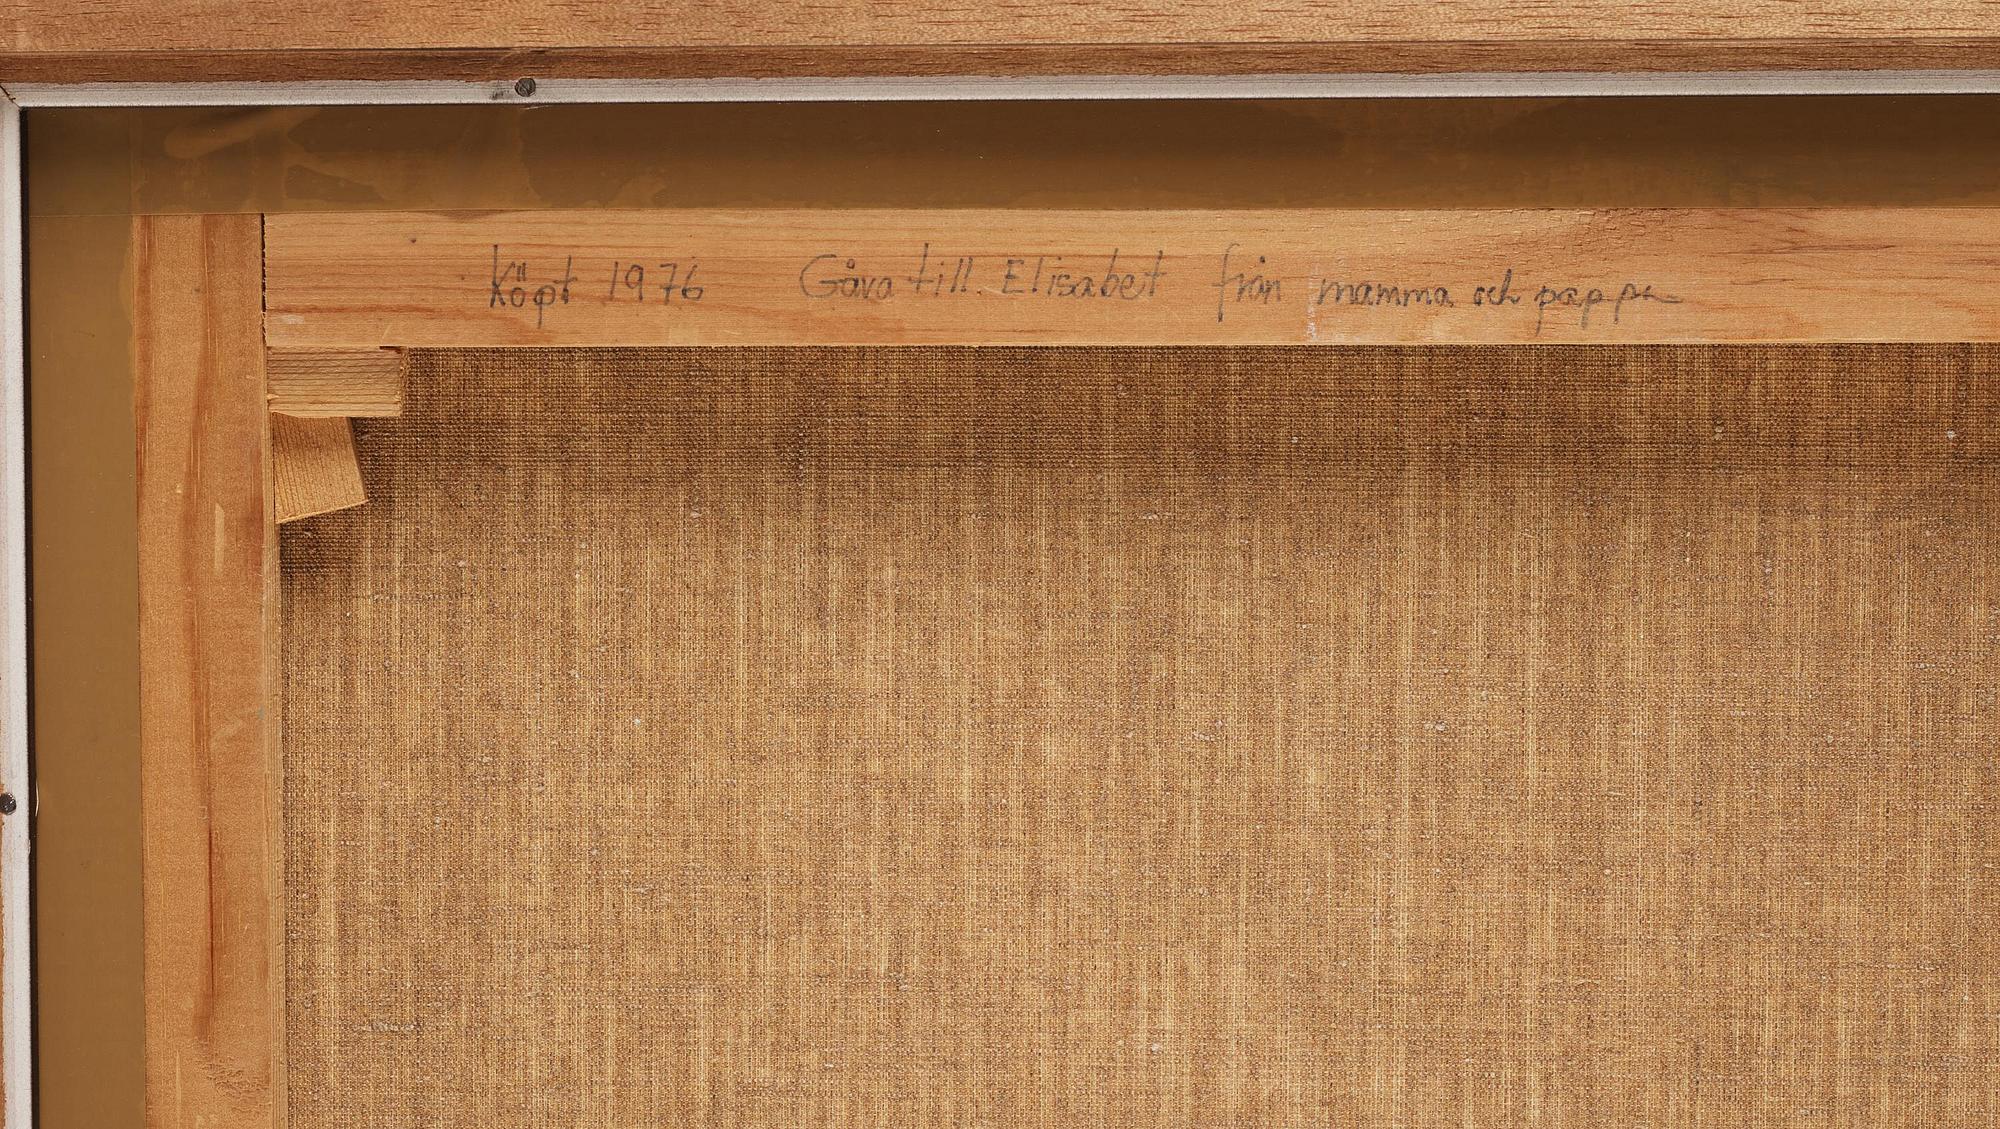 Köpt 1976 Gåva till. Elisabet från mamma och pappa